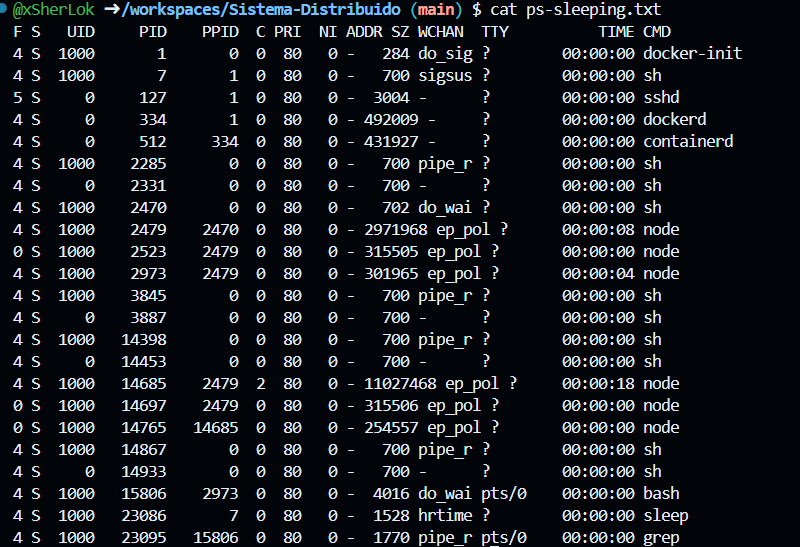 @xSherLok ➜/workspaces/Sistema-Distribuido (main) $ cat ps-sleeping.txt
F S   UID     PID    PPID  C PRI  NI ADDR SZ WCHAN  TTY          TIME CMD
4 S  1000       1       0  0  80   0 -   284 do_sig ?        00:00:00 docker-init
4 S  1000       7       1  0  80   0 -   700 sigsus ?        00:00:00 sh
5 S     0     127       1  0  80   0 -  3004 -      ?        00:00:00 sshd
4 S     0     334       1  0  80   0 - 492009 -     ?        00:00:00 dockerd
4 S     0     512     334  0  80   0 - 431927 -     ?        00:00:00 containerd
4 S  1000    2285       0  0  80   0 -   700 pipe_r ?        00:00:00 sh
4 S     0    2331       0  0  80   0 -   700 -      ?        00:00:00 sh
4 S  1000    2470       0  0  80   0 -   702 do_wai ?        00:00:00 sh
4 S  1000    2479    2470  0  80   0 - 2971968 ep_pol ?      00:00:08 node
0 S  1000    2523    2479  0  80   0 - 315505 ep_pol ?       00:00:00 node
4 S  1000    2973    2479  0  80   0 - 301965 ep_pol ?       00:00:04 node
4 S  1000    3845       0  0  80   0 -   700 pipe_r ?        00:00:00 sh
4 S     0    3887       0  0  80   0 -   700 -      ?        00:00:00 sh
4 S  1000   14398       0  0  80   0 -   700 pipe_r ?        00:00:00 sh
4 S     0   14453       0  0  80   0 -   700 -      ?        00:00:00 sh
4 S  1000   14685    2479  2  80   0 - 11027468 ep_pol ?     00:00:18 node
0 S  1000   14697    2479  0  80   0 - 315506 ep_pol ?       00:00:00 node
0 S  1000   14765   14685  0  80   0 - 254557 ep_pol ?       00:00:00 node
4 S  1000   14867       0  0  80   0 -   700 pipe_r ?        00:00:00 sh
4 S     0   14933       0  0  80   0 -   700 -      ?        00:00:00 sh
4 S  1000   15806    2973  0  80   0 -  4016 do_wai pts/0    00:00:00 bash
4 S  1000   23086       7  0  80   0 -  1528 hrtime ?        00:00:00 sleep
4 S  1000   23095   15806  0  80   0 -  1770 pipe_r pts/0    00:00:00 grep